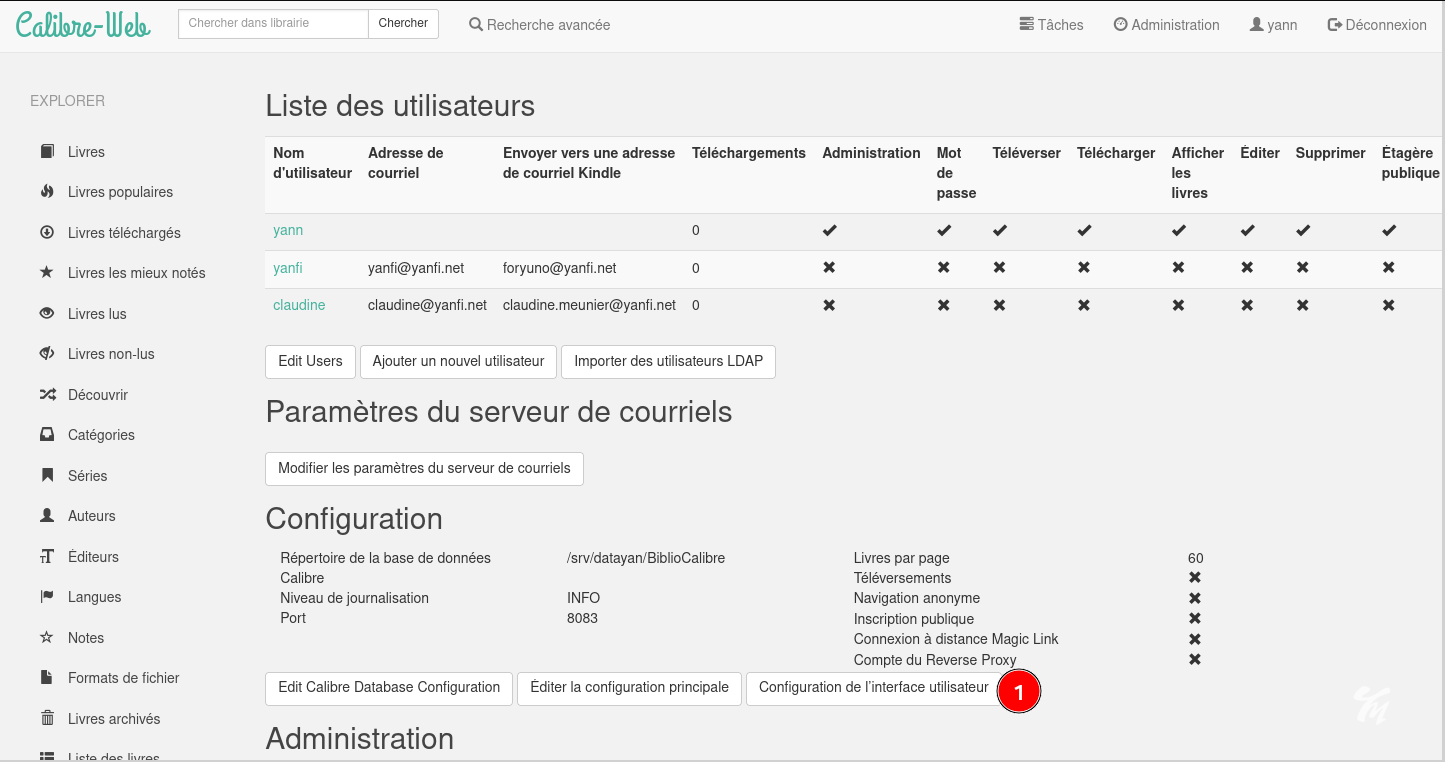 Calibre-Web
Chercher dans librairie
Chercher
Recherche avancée
Tâches
Administration
yann
Déconnexion
EXPLORER
Livres
Livres populaires
Livres téléchargés
Livres les mieux notés
Livres lus
Livres non-lus
Découvrir
Catégories
Séries
Auteurs
Éditeurs
Langues
Notes
Formats de fichier
Livres archivés
Liste des livres
Liste des utilisateurs
Nom d'utilisateur Adresse de courriel Envoyer vers une adresse de courriel Kindle Téléchargements Administration Mot de passe Téléverser Télécharger Afficher les livres Éditer Supprimer Étagère publique
yann 0
yanfi yanfi@yanfi.net foryuno@yanfi.net 0
claudine claudine@yanfi.net claudine.meunier@yanfi.net 0
Edit Users
Ajouter un nouvel utilisateur
Importer des utilisateurs LDAP
Paramètres du serveur de courriels
Modifier les paramètres du serveur de courriels
Configuration
Répertoire de la base de données Calibre /srv/datayan/BiblioCalibre
Niveau de journalisation INFO
Port 8083
Livres par page 60
Téléversements
Navigation anonyme
Inscription publique
Connexion à distance Magic Link
Compte du Reverse Proxy
Edit Calibre Database Configuration
Éditer la configuration principale
Configuration de l'interface utilisateur
1
Administration